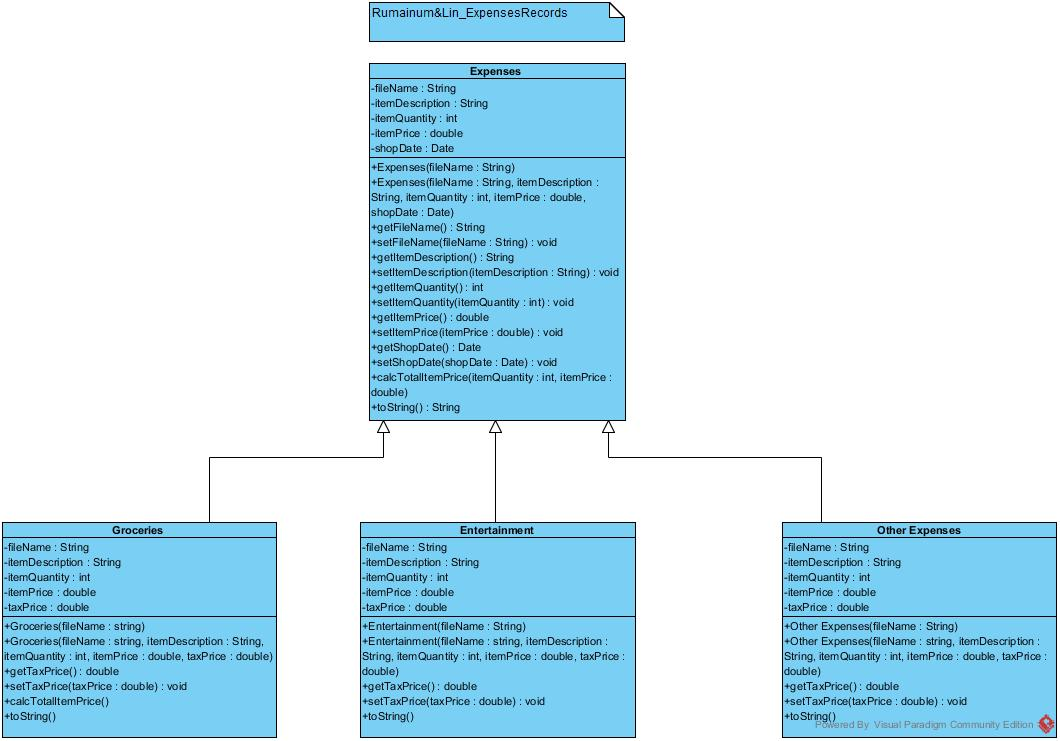 Rumainum&Lin_ExpensesRecords
Expenses
-fileName : String
-itemDescription : String
-itemQuantity : int
-itemPrice : double
-shopDate : Date
+Expenses(fileName : String)
+Expenses(fileName : String, itemDescription :
String, itemQuantity : int, itemPrice : double,
shopDate : Date)
+getFileName() : String
+setFileName(fileName : String) : void
+getItemDescription() : String
+setItemDescription(itemDescription : String) : void
+getItemQuantity() : int
+setItemQuantity(itemQuantity : int) : void
+getItemPrice() : double
+setItemPrice(itemPrice : double) : void
+getShopDate() : Date
+setShopDate(shopDate : Date) : void
+calcTotalItemPrice(itemQuantity : int, itemPrice :
double)
+toString() : String
Groceries
-fileName : String
-itemDescription : String
-itemQuantity : int
-itemPrice : double
-taxPrice : double
+Groceries(fileName : string)
+Groceries(fileName : string, itemDescription : String,
itemQuantity : int, itemPrice : double, taxPrice : double)
+getTaxPrice() : double
+setTaxPrice(taxPrice : double) : void
+calcTotalItemPrice()
+toString()
Entertainment
-fileName : String
-itemDescription : String
-itemQuantity : int
-itemPrice : double
-taxPrice : double
+Entertainment(fileName : String)
+Entertainment(fileName : string, itemDescription :
String, itemQuantity : int, itemPrice : double, taxPrice :
double)
+getTaxPrice() : double
+setTaxPrice(taxPrice : double) : void
+toString()
Other Expenses
-fileName : String
-itemDescription : String
-itemQuantity : int
-itemPrice : double
-taxPrice : double
+Other Expenses(fileName : String)
+Other Expenses(fileName : string, itemDescription :
String, itemQuantity : int, itemPrice : double, taxPrice :
double)
+getTaxPrice() : double
+setTaxPrice(taxPrice : double) : void
+toString()
Powered By Visual Paradigm Community Edition